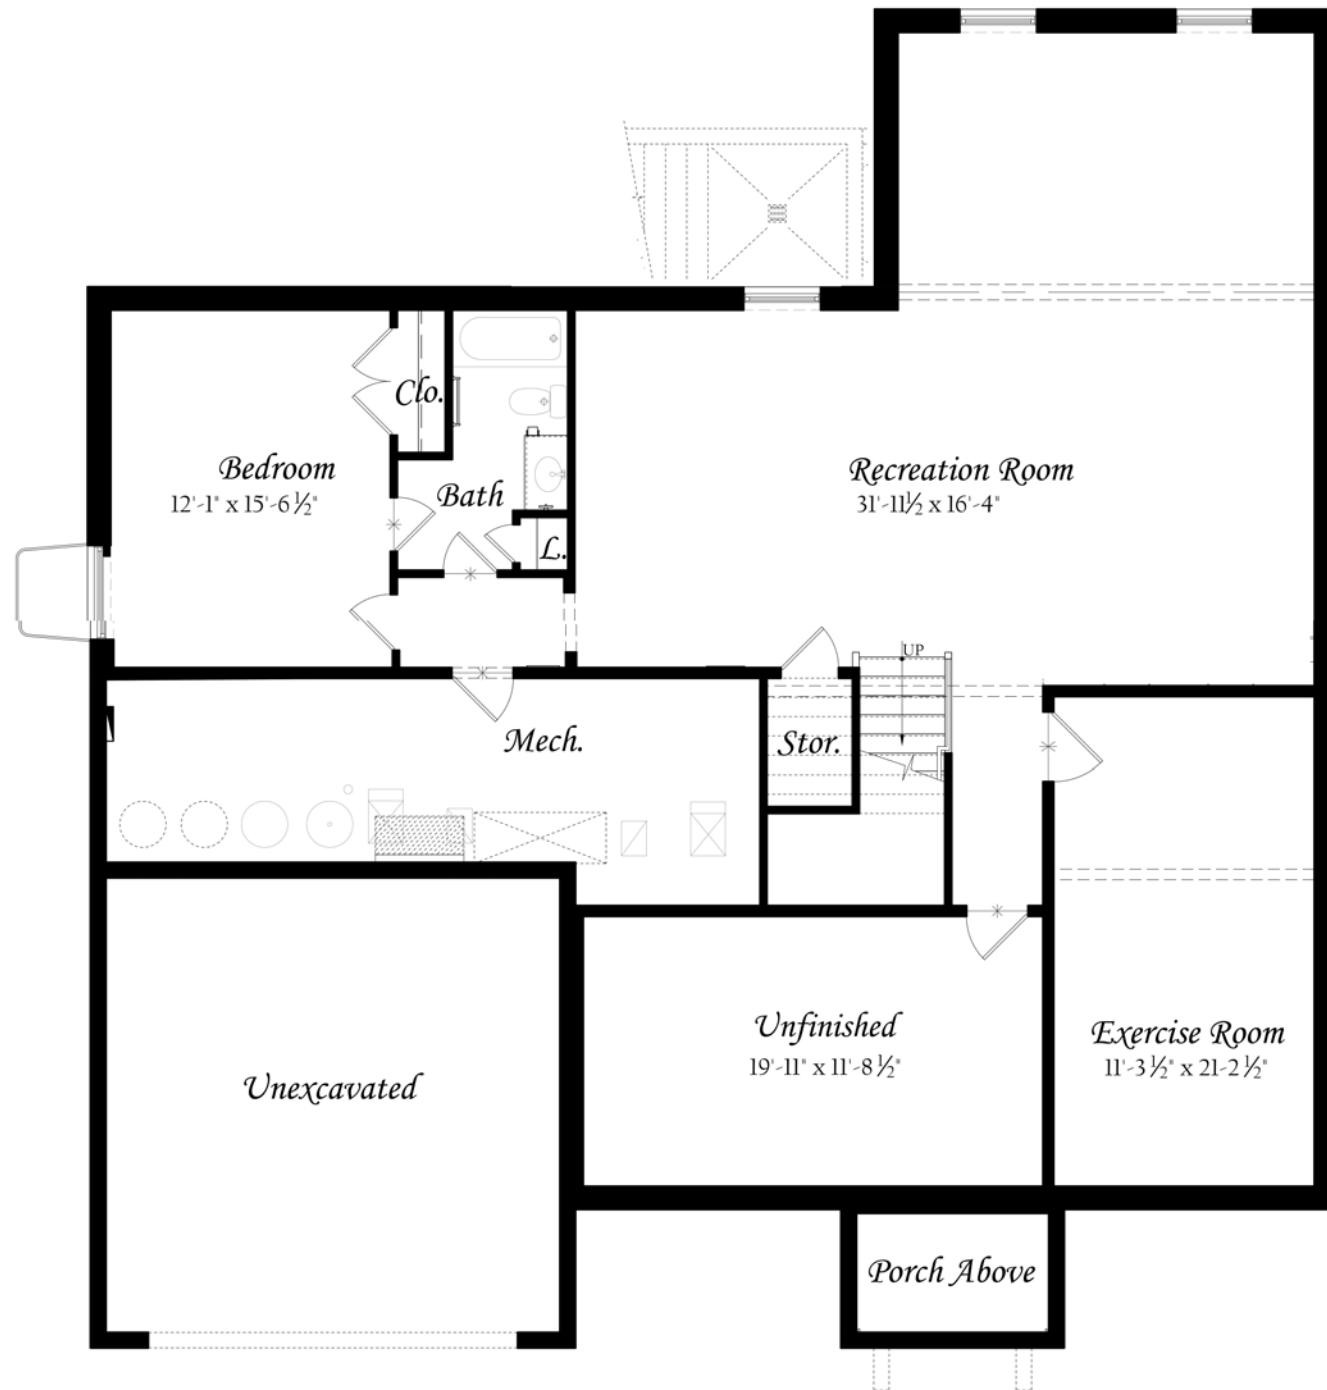 Clo.
Bedroom
12'-1" x 15'-6 ½"
Bath
Recreation Room
31'-11½ x 16'-4"
L.
UP
Mech.
Stor.
Unfinished
19'-11" x 11'-8 ½"
Exercise Room
11'-3 ½" x 21-2 ½"
Unexcavated
Porch Above